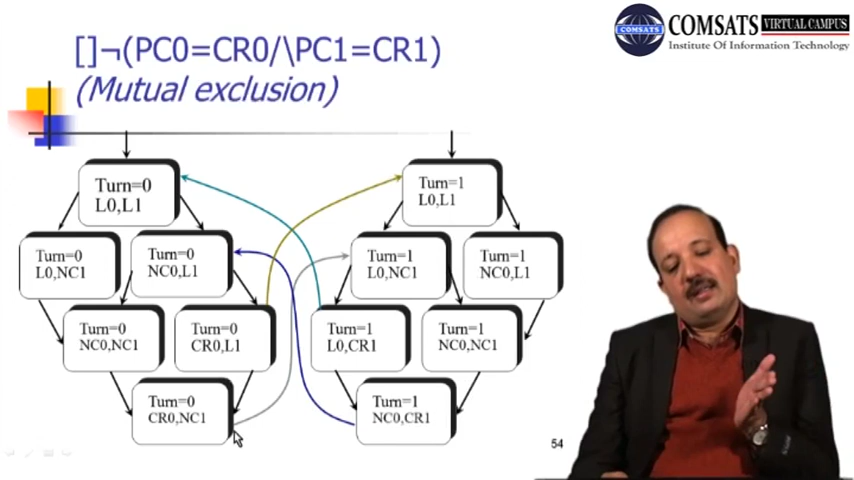 []¬(PC0=CR0/\PC1=CR1)
(Mutual exclusion)
COMSATS VIRTUAL CAMPUS
Institute Of Information Technology
COMSATS
Turn=0
L0,L1
Turn=1
L0,L1
Turn=0
L0,NC1
Turn=0
NC0,L1
Turn=1
L0,NC1
Turn=1
NC0,L1
Turn=0
NC0,NC1
Turn=0
CR0,L1
Turn=1
L0,CR1
Turn=1
NC0,NC1
Turn=0
CR0,NC1
Turn=1
NC0,CR1
54